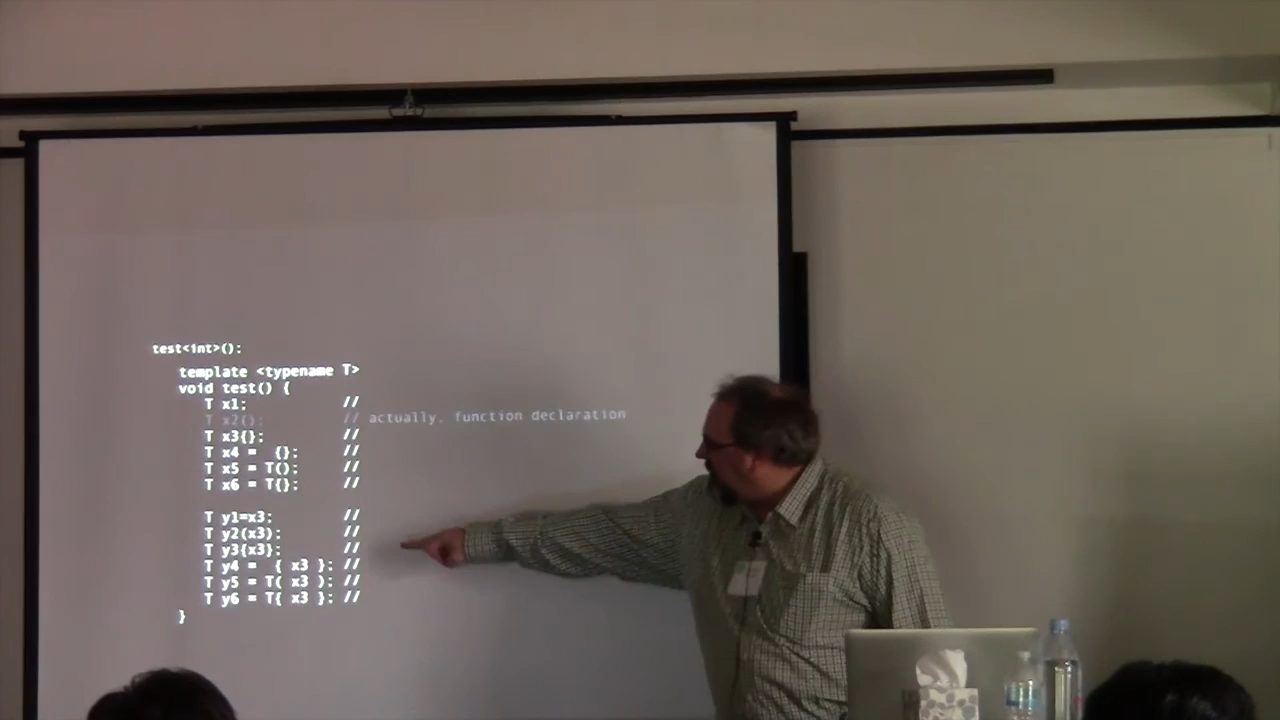 test<int>();
template <typename T>
void test() {
T x1; //
T x2(); // actually, function declaration
T x3{}; //
T x4 = {}; //
T x5 = T(); //
T x6 = T{}; //
T y1=x3; //
T y2(x3); //
T y3{x3}; //
T y4 = { x3 }; //
T y5 = T( x3 ); //
T y6 = T{ x3 }; //
}